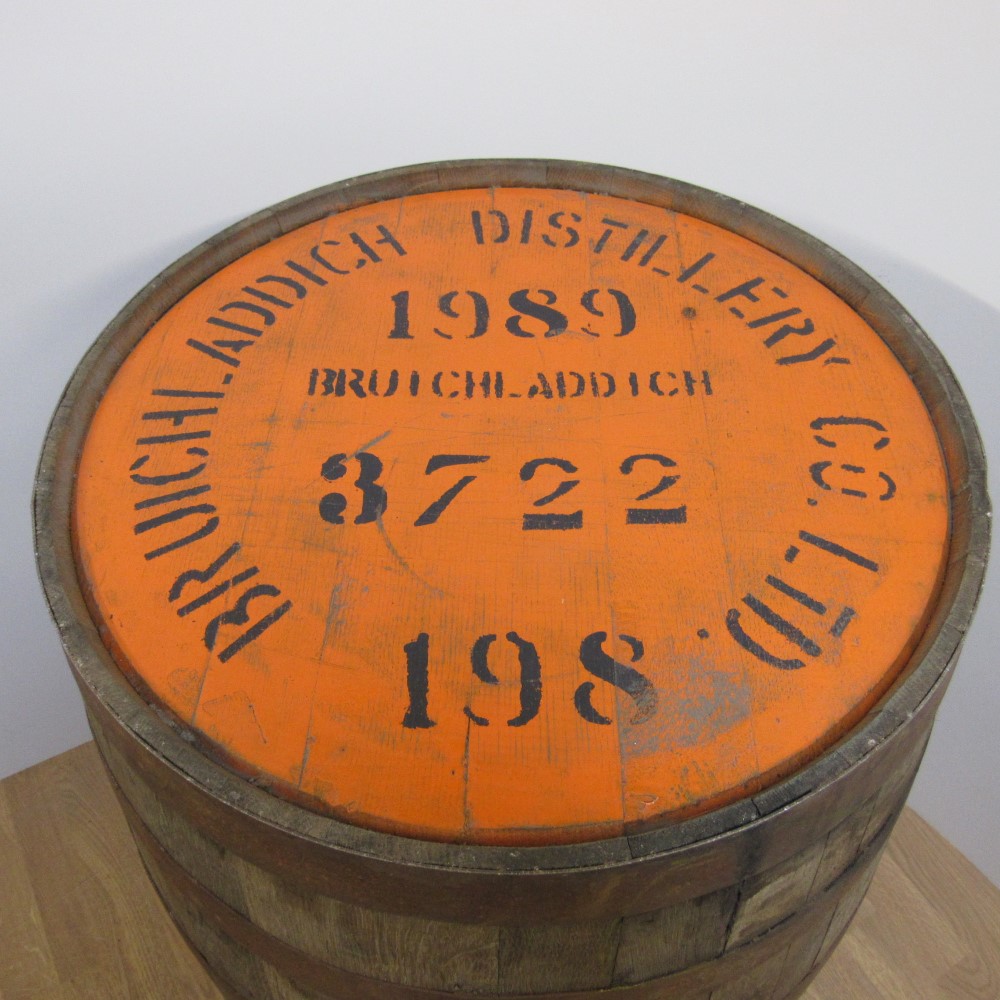 BRUICHLADDICH DISTILLERY CO. LTD
1989
BRUICHLADDICH
3722
198